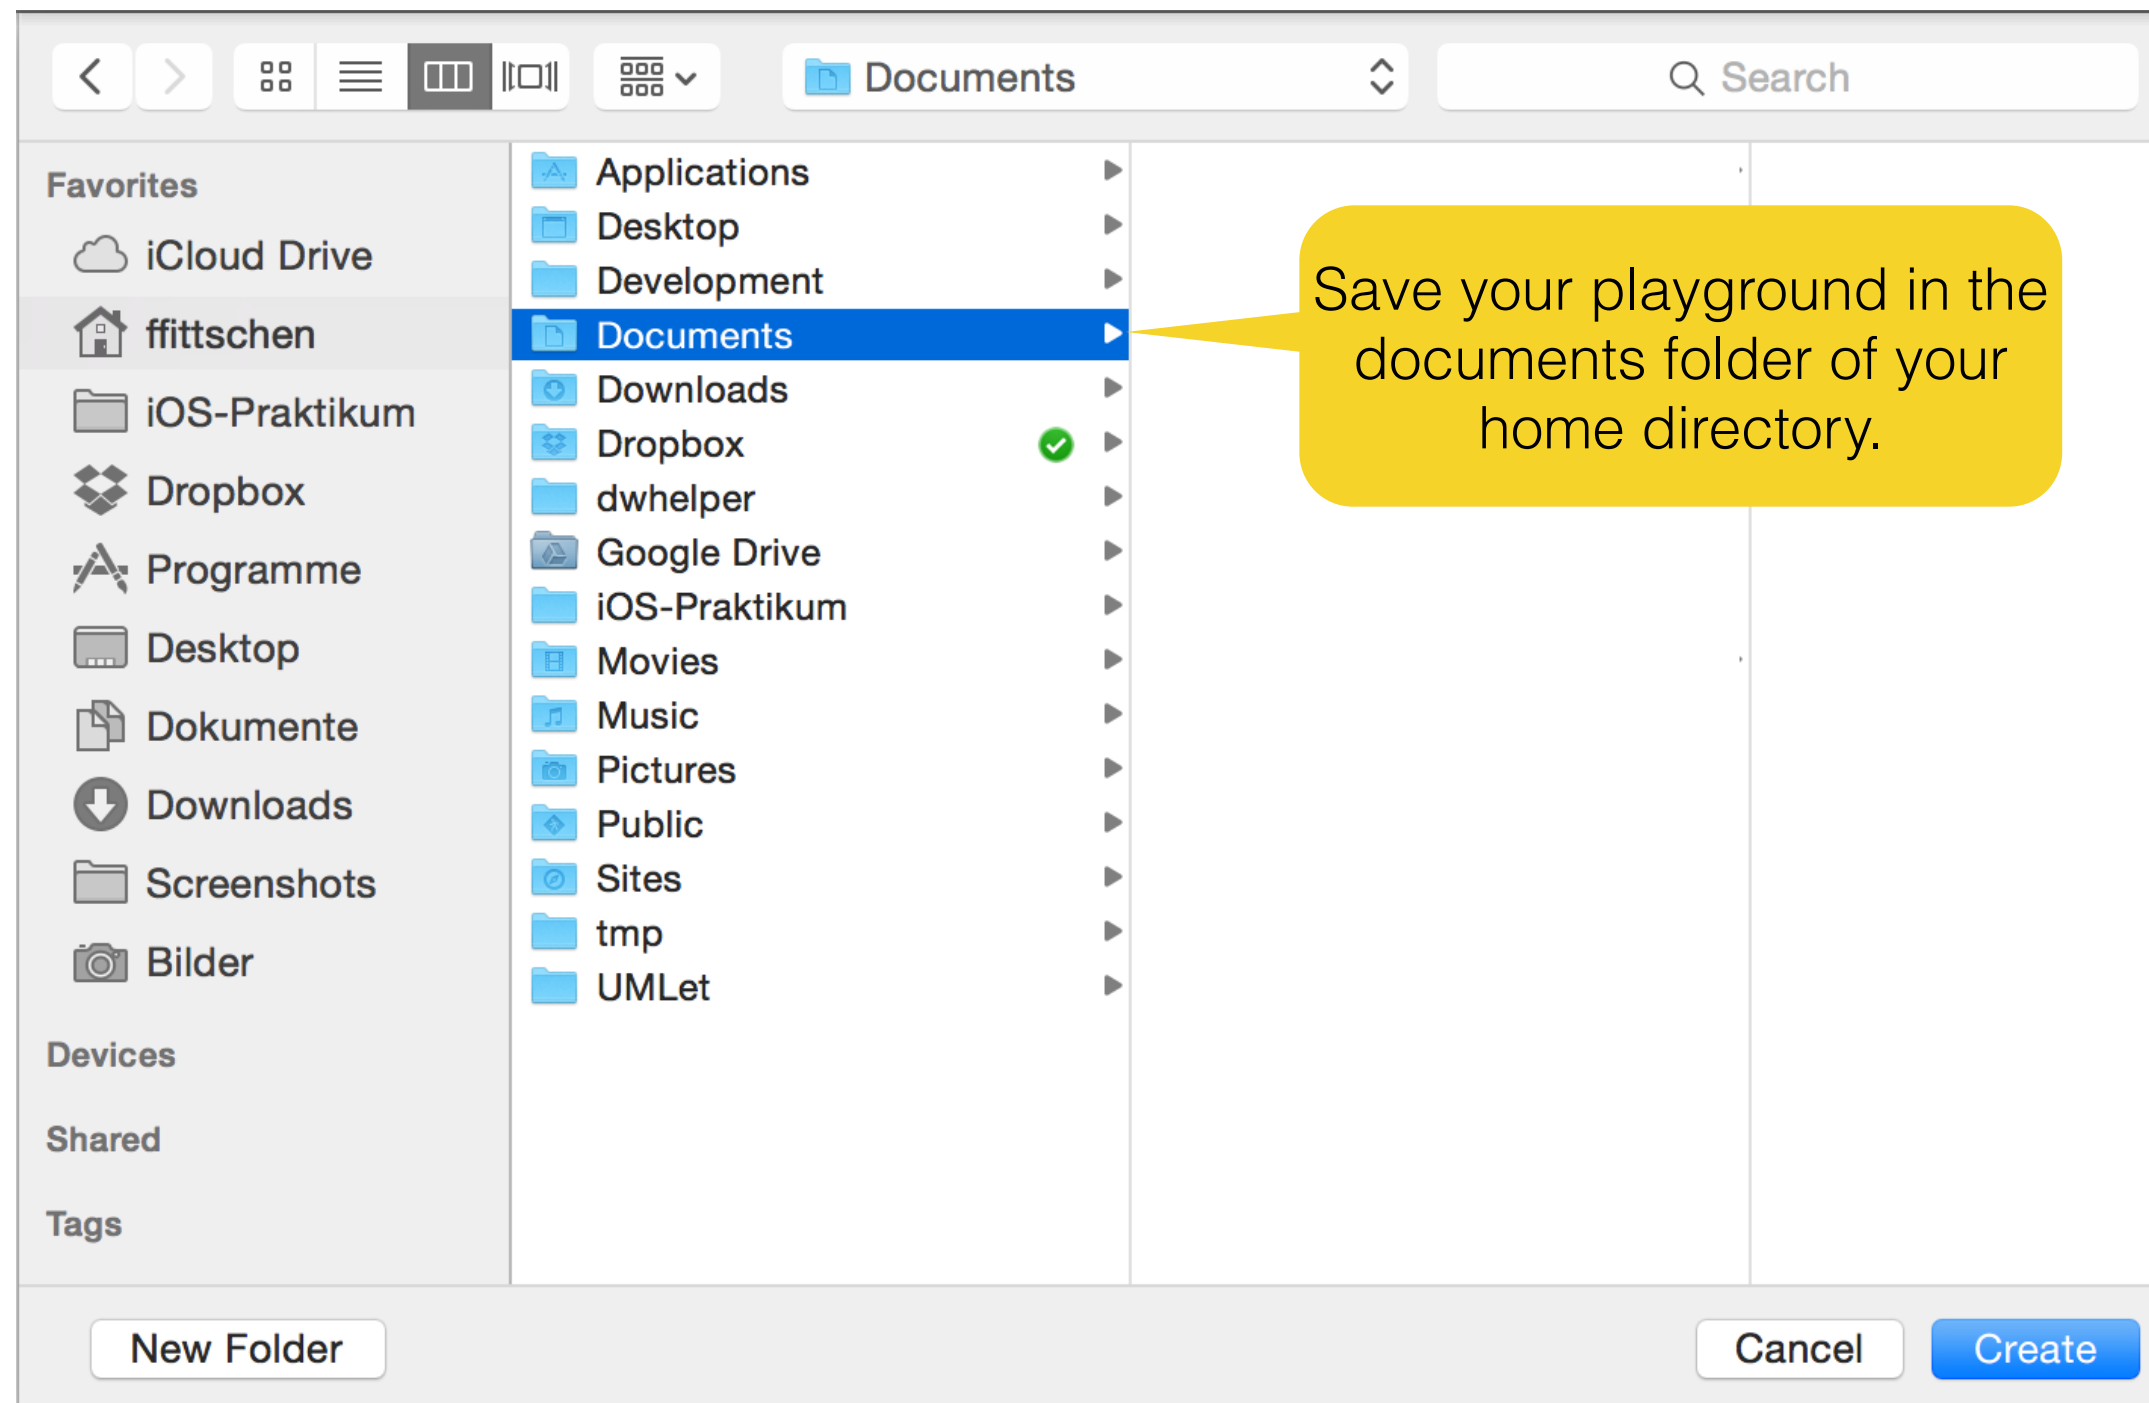 Documents
Search
Favorites
iCloud Drive
ffittschen
iOS-Praktikum
Dropbox
Programme
Desktop
Dokumente
Downloads
Screenshots
Bilder
Devices
Shared
Tags
Applications
Desktop
Development
Documents
Downloads
Dropbox
dwhelper
Google Drive
iOS-Praktikum
Movies
Music
Pictures
Public
Sites
tmp
UMLet
Save your playground in the
documents folder of your
home directory.
New Folder
Cancel
Create